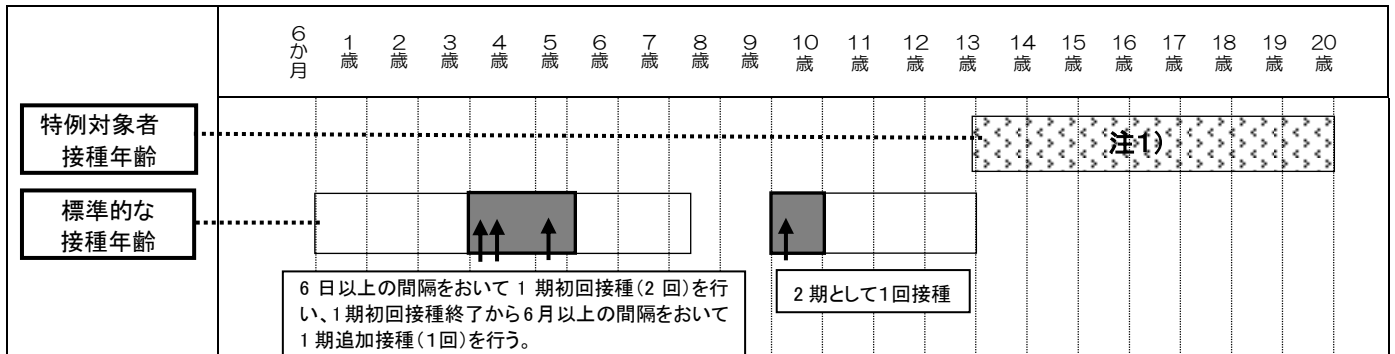 6か月 1歳 2歳 3歳 4歳 5歳 6歳 7歳 8歳 9歳 10歳 11歳 12歳 13歳 14歳 15歳 16歳 17歳 18歳 19歳 20歳
特例対象者
接種年齢
注1)
標準的な
接種年齢
6 日以上の間隔をおいて 1 期初回接種(2 回)を行
い、1期初回接種終了から6月以上の間隔をおいて
1 期追加接種(1回)を行う。
2 期として1回接種